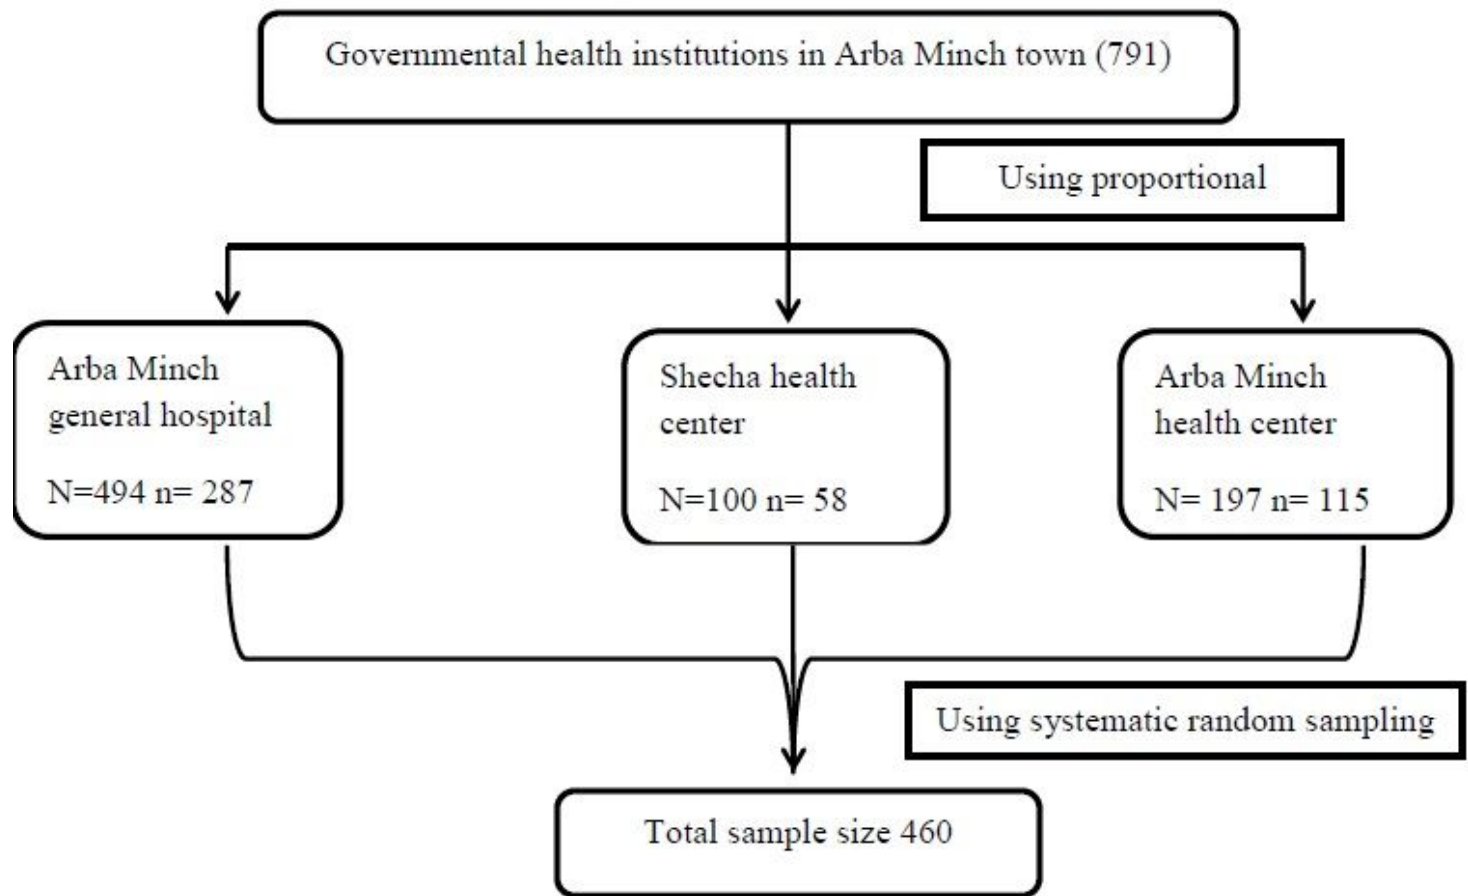 Governmental health institutions in Arba Minch town (791)
Using proportional
Arba Minch
general hospital
N=494 n= 287
Shecha health
center
N=100 n= 58
Arba Minch
health center
N= 197 n= 115
Using systematic random sampling
Total sample size 460